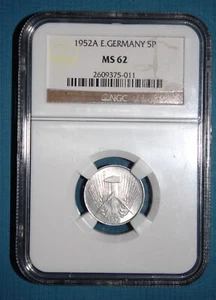 1952A E.GERMANY 5P
MS 62
2609375-011
NGC